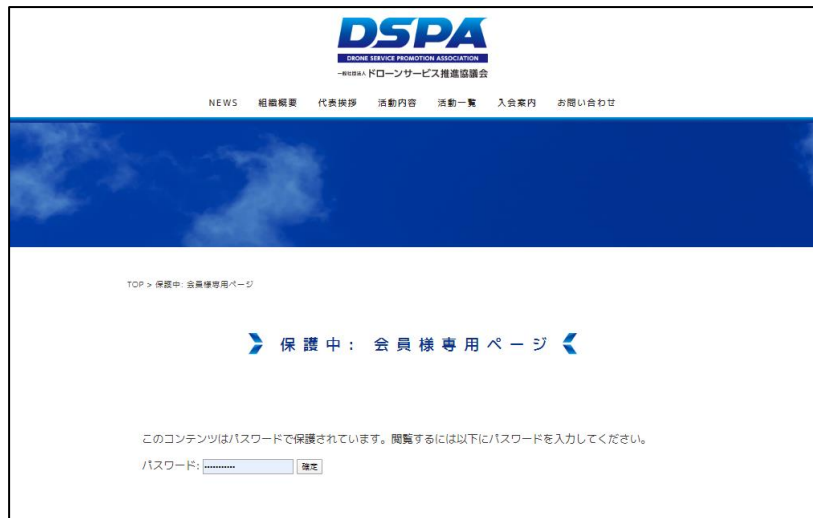 DSPA
DRONE SERVICE PROMOTION ASSOCIATION
一般社団法人ドローンサービス推進協議会
NEWS 組織概要 代表挨拶 活動内容 活動一覧 入会案内 お問い合わせ
TOP > 保護中: 会員様専用ページ
保護中: 会員様専用ページ
このコンテンツはパスワードで保護されています。閲覧するには以下にパスワードを入力してください。
パスワード: ••••••••••• 確定